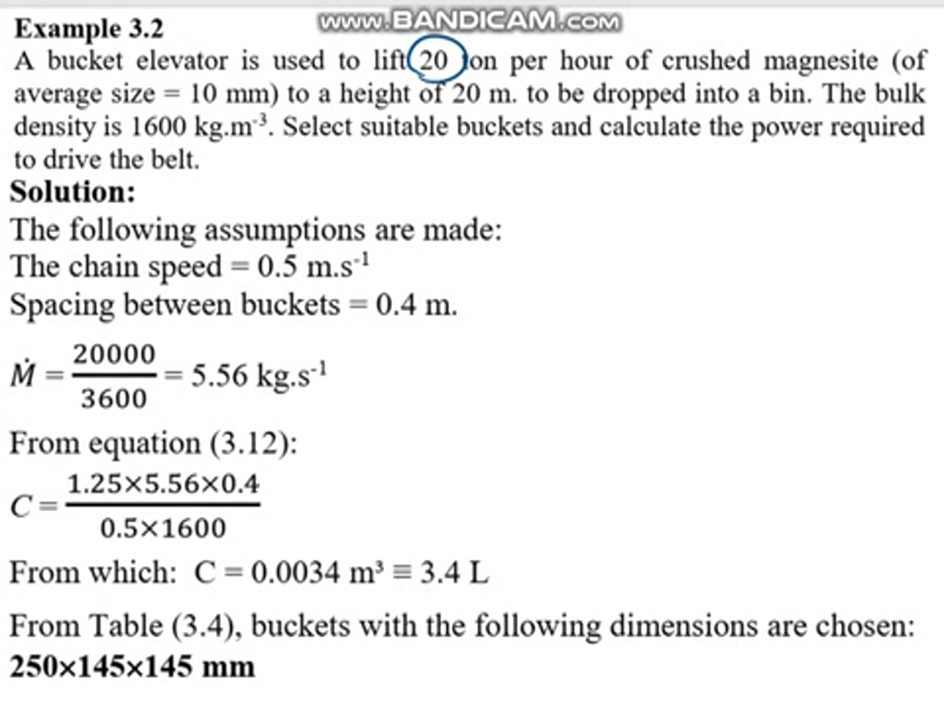 www.BANDICAM.com
Example 3.2
A bucket elevator is used to lift 20 ton per hour of crushed magnesite (of
average size = 10 mm) to a height of 20 m. to be dropped into a bin. The bulk
density is 1600 kg.m⁻³. Select suitable buckets and calculate the power required
to drive the belt.
Solution:
The following assumptions are made:
The chain speed = 0.5 m.s⁻¹
Spacing between buckets = 0.4 m.
Ṁ = 20000/3600 = 5.56 kg.s⁻¹
From equation (3.12):
C = 1.25×5.56×0.4/0.5×1600
From which: C = 0.0034 m³ ≡ 3.4 L
From Table (3.4), buckets with the following dimensions are chosen:
250×145×145 mm